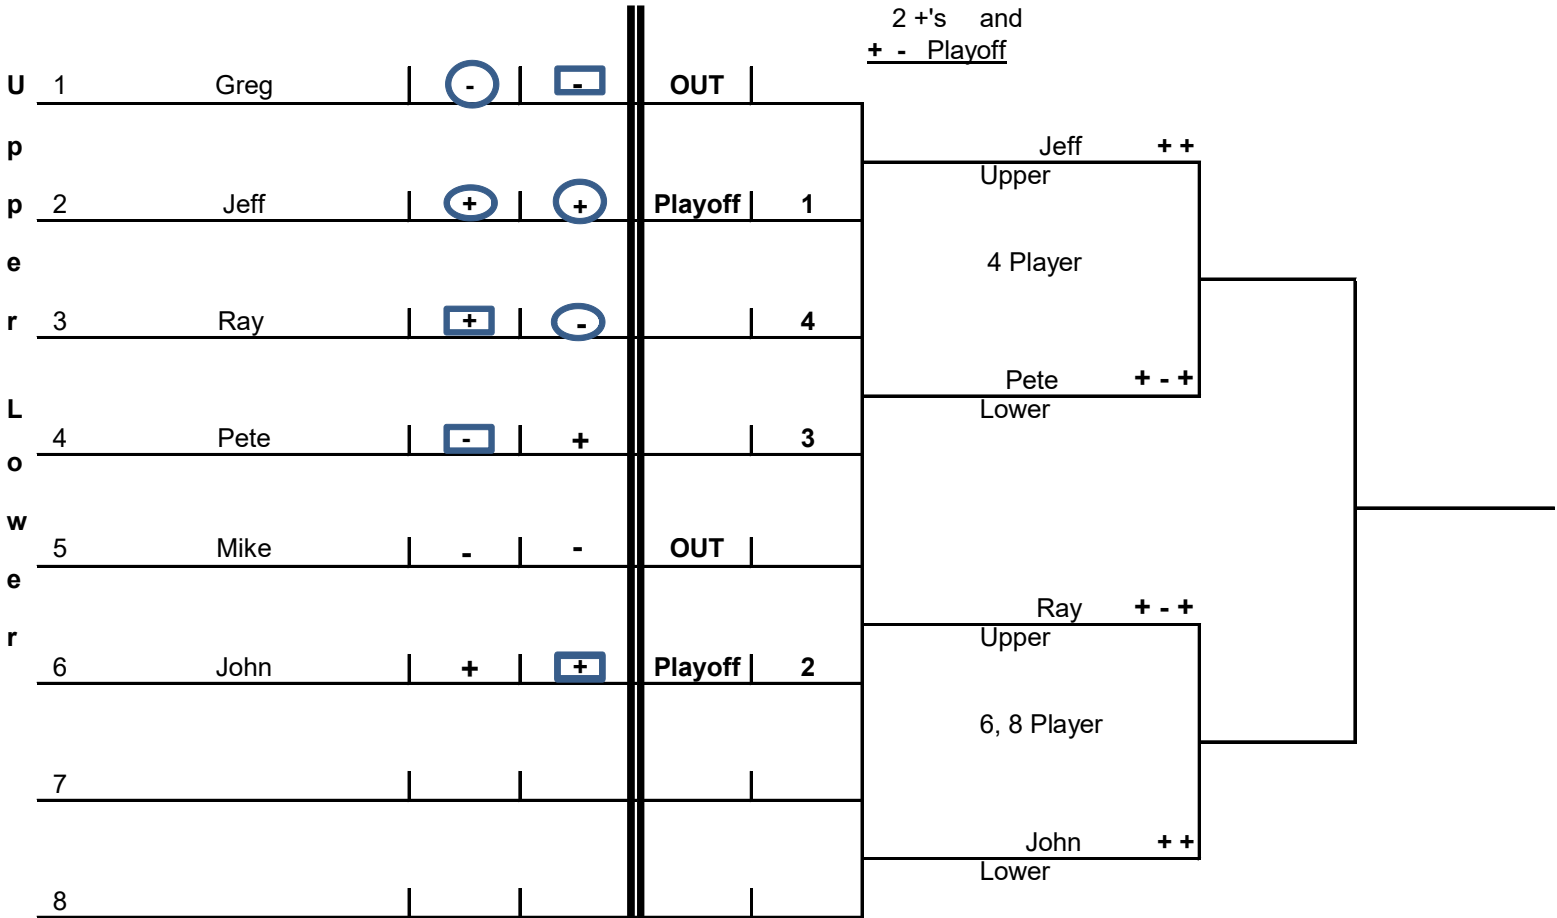 2 +'s and
+ - Playoff
U 1 Greg - - OUT
p
Jeff + +
Upper
p 2 Jeff + + Playoff 1
e
4 Player
r 3 Ray + - 4
Pete + - +
L
Lower
4 Pete - + 3
o
w
5 Mike - - OUT
e
Ray + - +
r
Upper
6 John + + Playoff 2
6, 8 Player
7
John + +
Lower
8